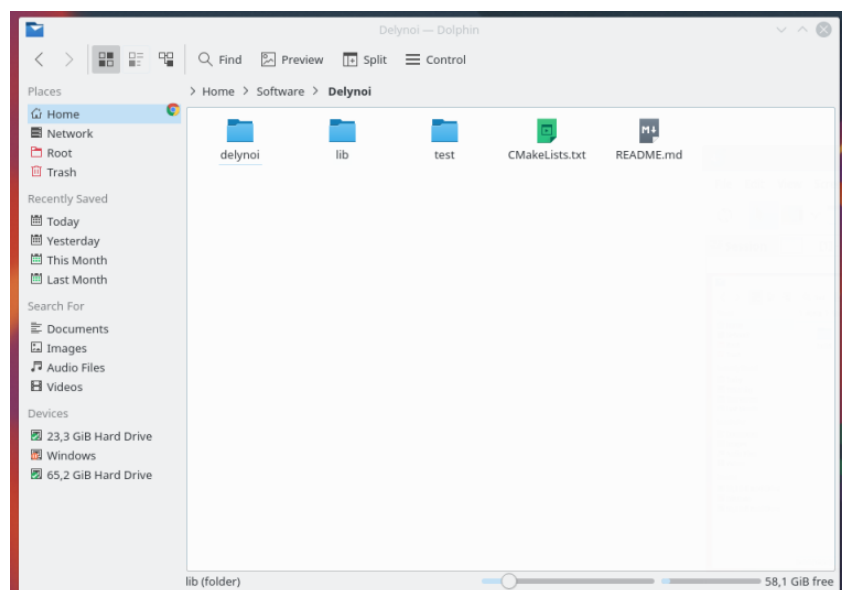 Delynoi — Dolphin
Find Preview Split Control
Places
> Home > Software > Delynoi
Home
Network
Root
Trash
Recently Saved
Today
Yesterday
This Month
Last Month
Search For
Documents
Images
Audio Files
Videos
Devices
23,3 GiB Hard Drive
Windows
65,2 GiB Hard Drive
delynoi lib test CMakeLists.txt README.md
M↓
lib (folder)
58,1 GiB free